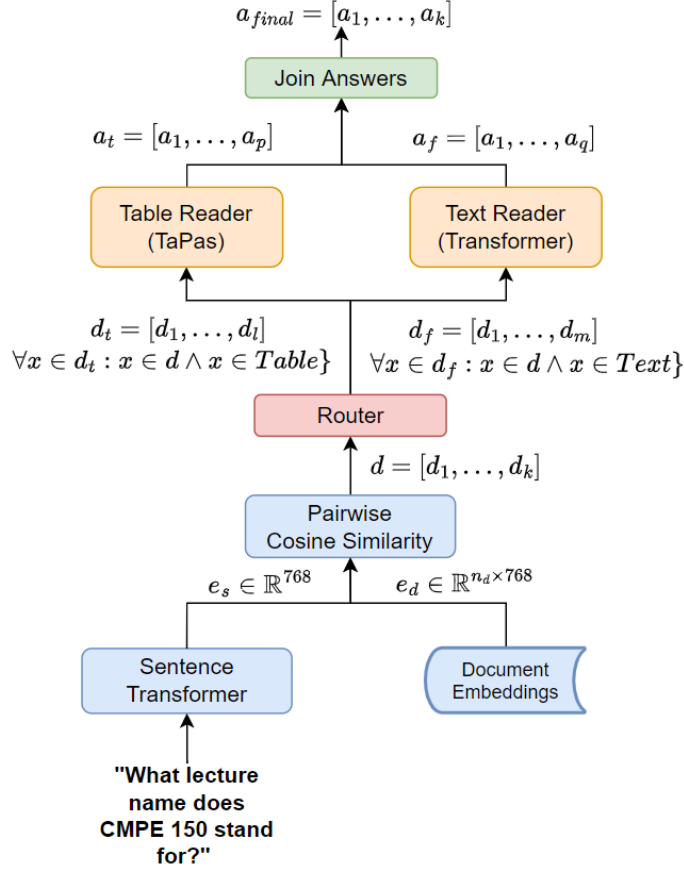 a_{final} = [a_1, . . . , a_k]
Join Answers
a_t = [a_1, . . . , a_p]
a_f = [a_1, . . . , a_q]
Table Reader
(TaPas)
Text Reader
(Transformer)
d_t = [d_1, . . . , d_l]
∀x ∈ d_t : x ∈ d ∧ x ∈ Table}
d_f = [d_1, . . . , d_m]
∀x ∈ d_f : x ∈ d ∧ x ∈ Text}
Router
d = [d_1, . . . , d_k]
Pairwise
Cosine Similarity
e_s ∈ ℝ^{768}
e_d ∈ ℝ^{n_d×768}
Sentence
Transformer
Document
Embeddings
"What lecture
name does
CMPE 150 stand
for?"